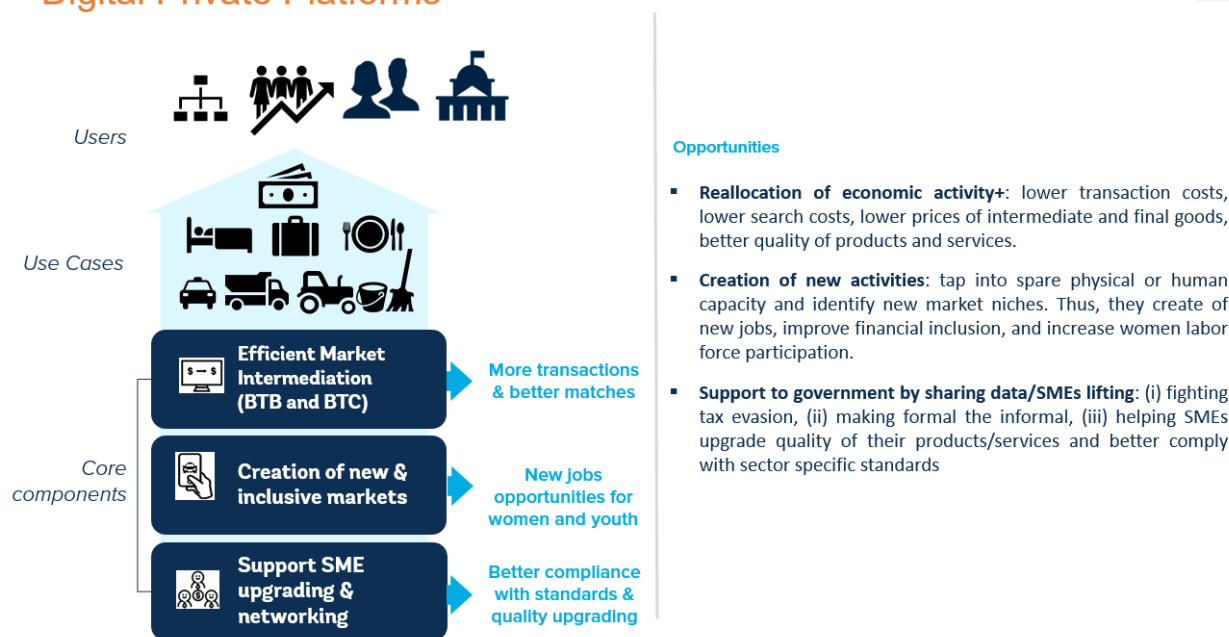 Digital Private Platforms
Users
Use Cases
Core
components
$ → $
Efficient Market
Intermediation
(BTB and BTC)
More transactions
& better matches
Creation of new &
inclusive markets
New jobs
opportunities for
women and youth
$
Support SME
upgrading &
networking
Better compliance
with standards &
quality upgrading
Opportunities
▪ Reallocation of economic activity+: lower transaction costs,
lower search costs, lower prices of intermediate and final goods,
better quality of products and services.
▪ Creation of new activities: tap into spare physical or human
capacity and identify new market niches. Thus, they create of
new jobs, improve financial inclusion, and increase women labor
force participation.
▪ Support to government by sharing data/SMEs lifting: (i) fighting
tax evasion, (ii) making formal the informal, (iii) helping SMEs
upgrade quality of their products/services and better comply
with sector specific standards